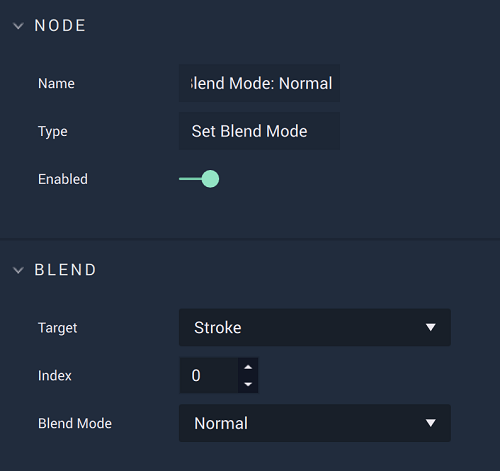 NODE
Name Blend Mode: Normal
Type Set Blend Mode
Enabled
BLEND
Target Stroke
Index 0
Blend Mode Normal